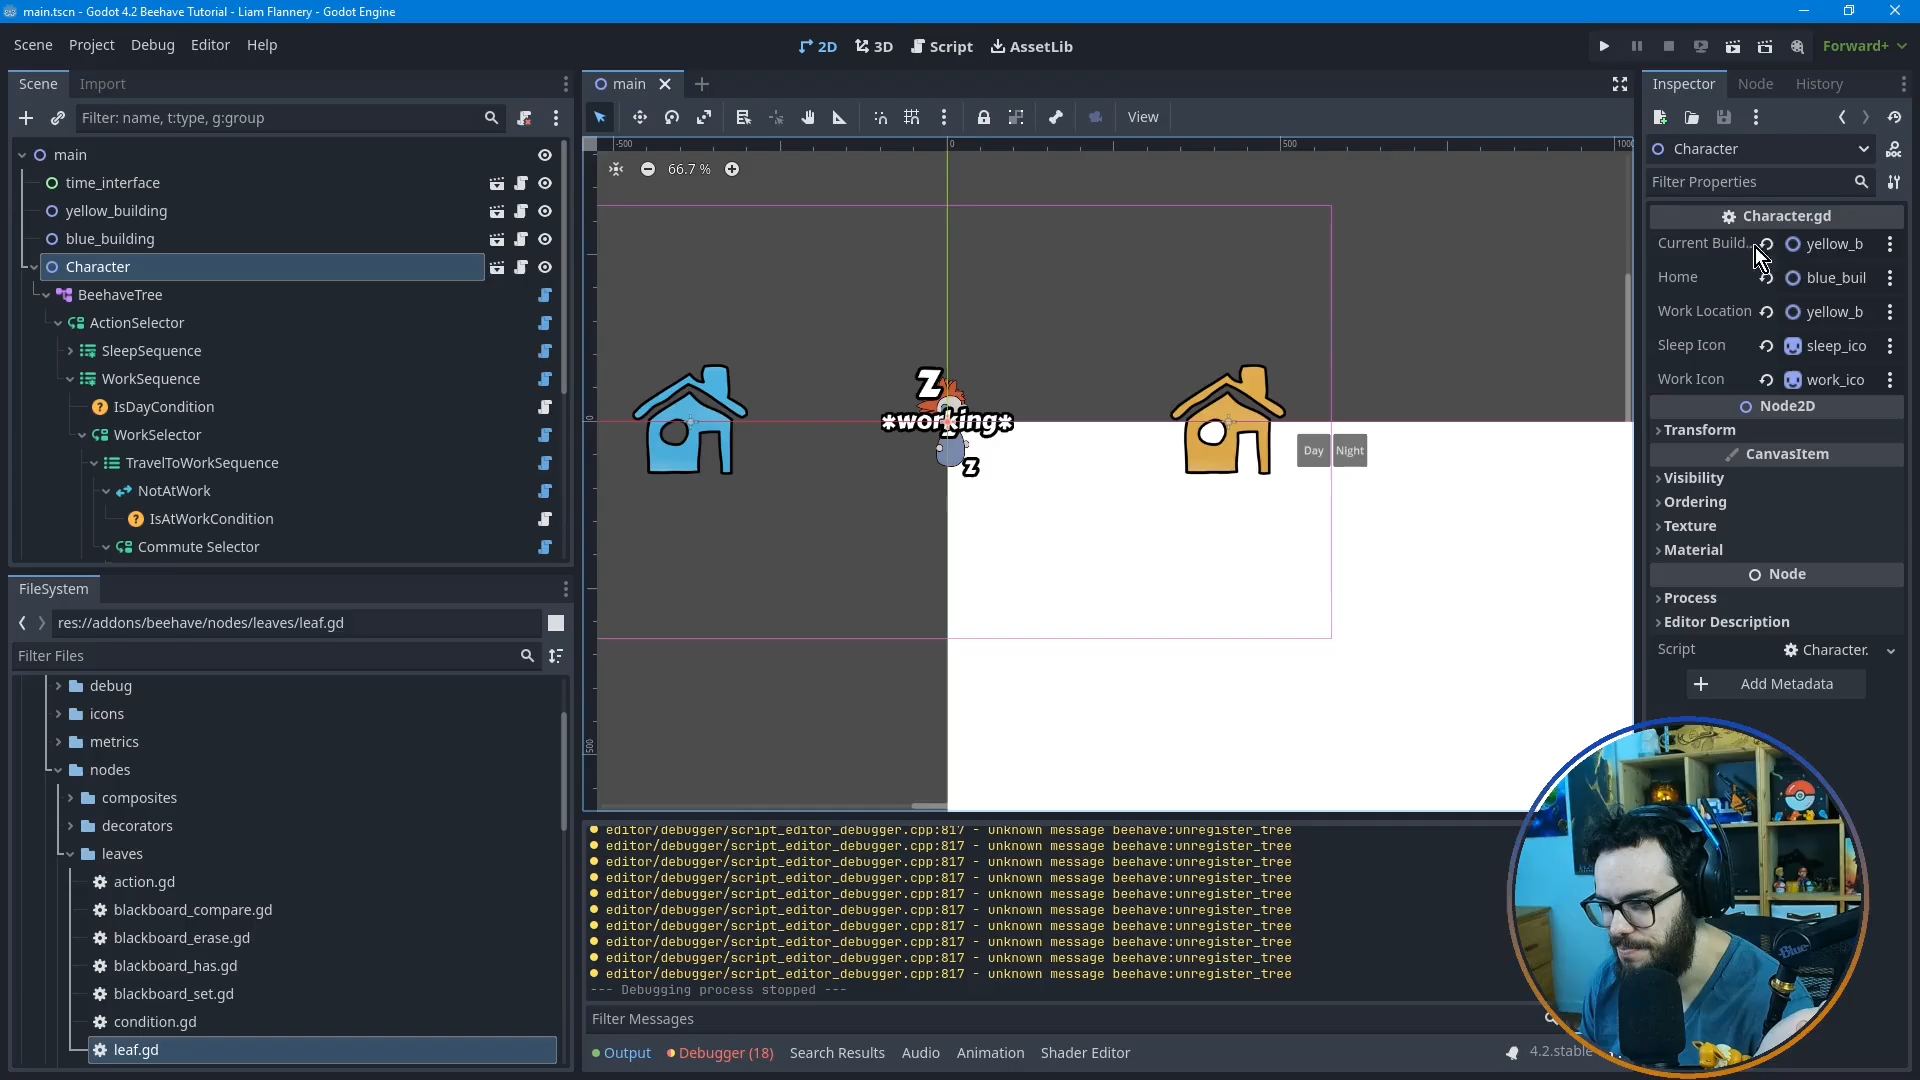 main.tscn - Godot 4.2 Beehave Tutorial - Liam Flannery - Godot Engine
Scene Project Debug Editor Help
2D 3D Script AssetLib
Forward+
Scene Import
Filter: name, t:type, g:group
main
time_interface
yellow_building
blue_building
Character
BeehaveTree
ActionSelector
SleepSequence
WorkSequence
IsDayCondition
WorkSelector
TravelToWorkSequence
NotAtWork
IsAtWorkCondition
Commute Selector
FileSystem
res://addons/beehave/nodes/leaves/leaf.gd
Filter Files
debug
icons
metrics
nodes
composites
decorators
leaves
action.gd
blackboard_compare.gd
blackboard_erase.gd
blackboard_has.gd
blackboard_set.gd
condition.gd
leaf.gd
main
View
-500 0 500 1000
66.7 %
0
500
Z
*working*
z
Day Night
editor/debugger/script_editor_debugger.cpp:817 - unknown message beehave:unregister_tree
editor/debugger/script_editor_debugger.cpp:817 - unknown message beehave:unregister_tree
editor/debugger/script_editor_debugger.cpp:817 - unknown message beehave:unregister_tree
editor/debugger/script_editor_debugger.cpp:817 - unknown message beehave:unregister_tree
editor/debugger/script_editor_debugger.cpp:817 - unknown message beehave:unregister_tree
editor/debugger/script_editor_debugger.cpp:817 - unknown message beehave:unregister_tree
editor/debugger/script_editor_debugger.cpp:817 - unknown message beehave:unregister_tree
editor/debugger/script_editor_debugger.cpp:817 - unknown message beehave:unregister_tree
editor/debugger/script_editor_debugger.cpp:817 - unknown message beehave:unregister_tree
editor/debugger/script_editor_debugger.cpp:817 - unknown message beehave:unregister_tree
--- Debugging process stopped ---
Filter Messages
Output Debugger (18) Search Results Audio Animation Shader Editor
4.2.stable
Inspector Node History
Character
DOC
Filter Properties
Character.gd
Current Build.. yellow_b
Home blue_buil
Work Location yellow_b
Sleep Icon sleep_ico
Work Icon work_ico
Node2D
Transform
CanvasItem
Visibility
Ordering
Texture
Material
Node
Process
Editor Description
Script Character.
Add Metadata
Blue